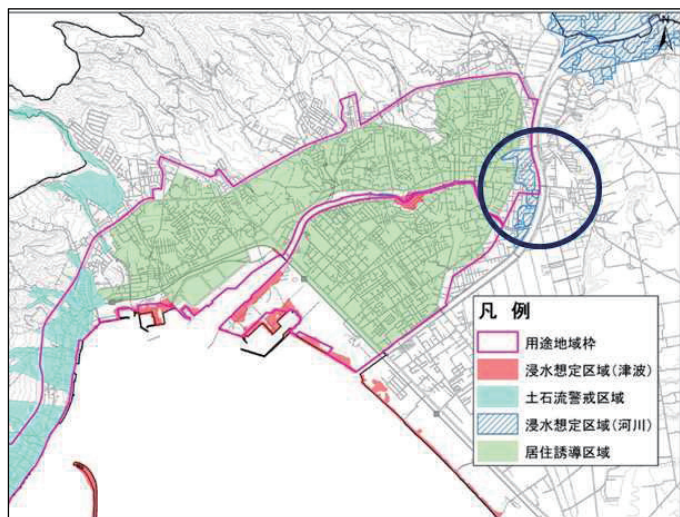 N
凡 例
用途地域枠
浸水想定区域(津波)
土石流警戒区域
浸水想定区域(河川)
居住誘導区域